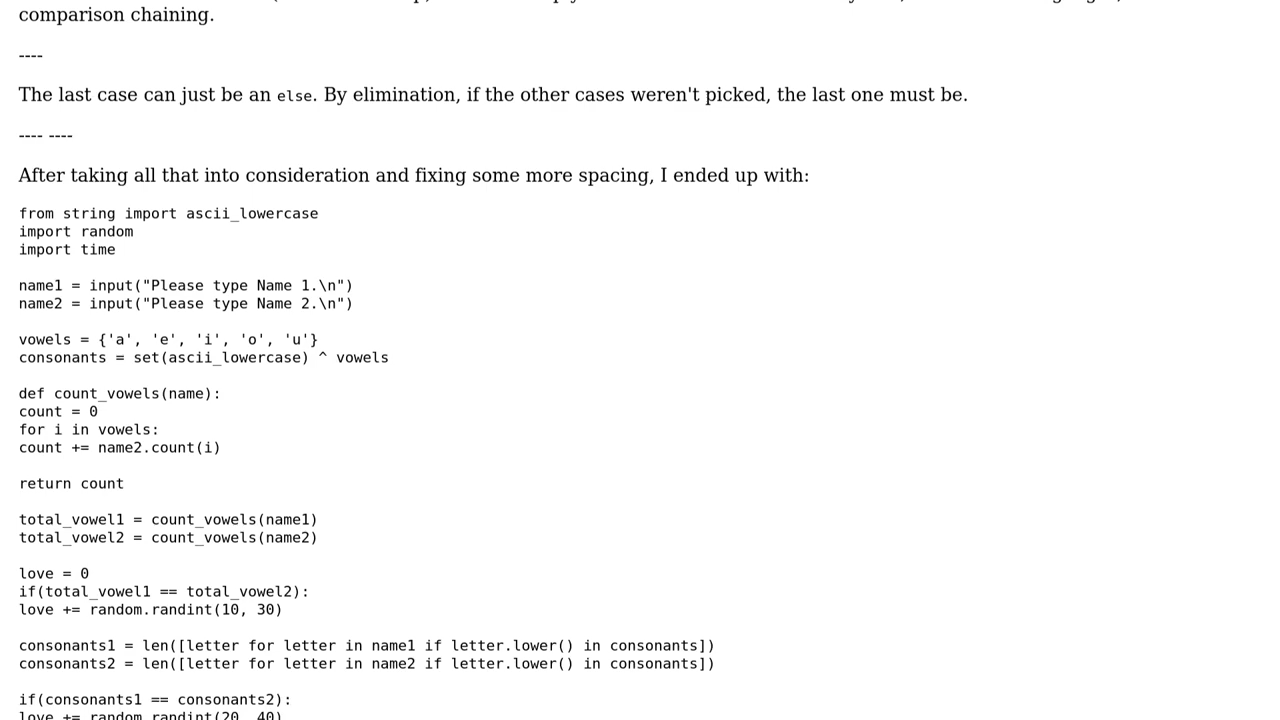 comparison chaining.
----
The last case can just be an else. By elimination, if the other cases weren't picked, the last one must be.
---- ----
After taking all that into consideration and fixing some more spacing, I ended up with:
from string import ascii_lowercase
import random
import time
name1 = input("Please type Name 1.\n")
name2 = input("Please type Name 2.\n")
vowels = {'a', 'e', 'i', 'o', 'u'}
consonants = set(ascii_lowercase) ^ vowels
def count_vowels(name):
count = 0
for i in vowels:
count += name2.count(i)
return count
total_vowel1 = count_vowels(name1)
total_vowel2 = count_vowels(name2)
love = 0
if(total_vowel1 == total_vowel2):
love += random.randint(10, 30)
consonants1 = len([letter for letter in name1 if letter.lower() in consonants])
consonants2 = len([letter for letter in name2 if letter.lower() in consonants])
if(consonants1 == consonants2):
love += random.randint(20, 40)